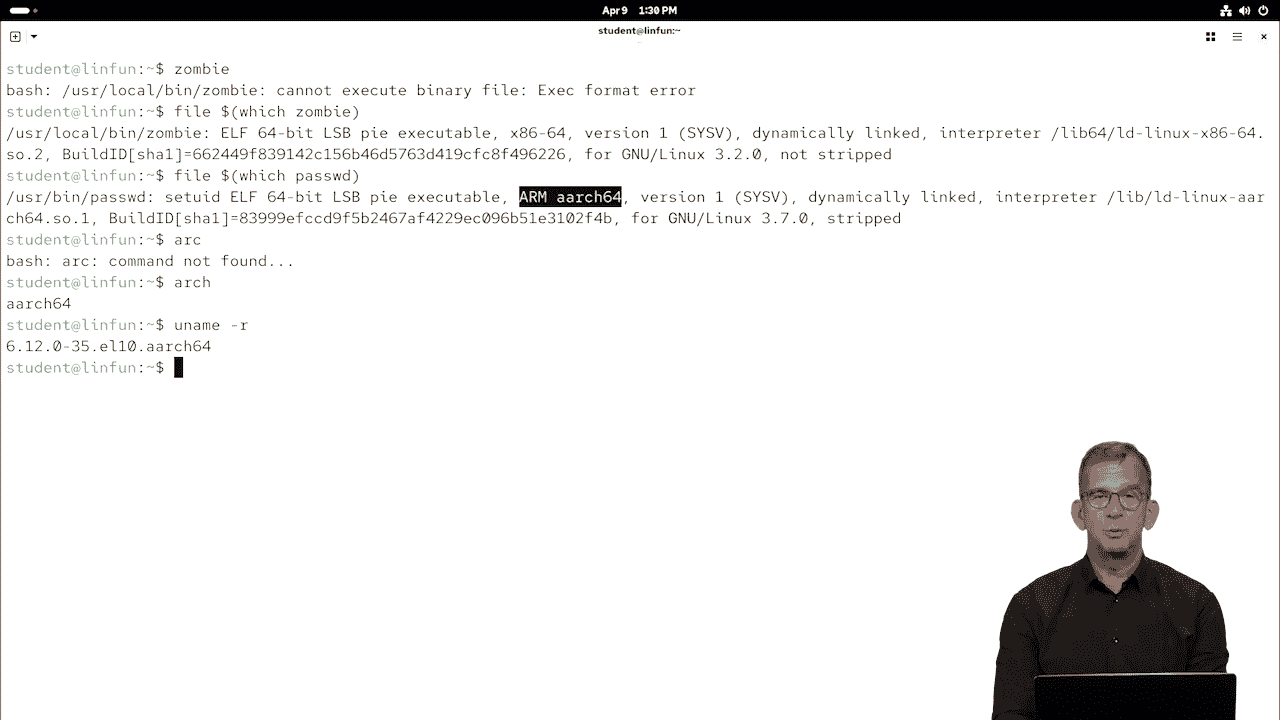 Apr 9 1:30 PM
student@linfun:~
student@linfun:~$ zombie
bash: /usr/local/bin/zombie: cannot execute binary file: Exec format error
student@linfun:~$ file $(which zombie)
/usr/local/bin/zombie: ELF 64-bit LSB pie executable, x86-64, version 1 (SYSV), dynamically linked, interpreter /lib64/ld-linux-x86-64.
so.2, BuildID[sha1]=662449f839142c156b46d5763d419cfc8f496226, for GNU/Linux 3.2.0, not stripped
student@linfun:~$ file $(which passwd)
/usr/bin/passwd: setuid ELF 64-bit LSB pie executable, ARM aarch64, version 1 (SYSV), dynamically linked, interpreter /lib/ld-linux-aar
ch64.so.1, BuildID[sha1]=83999efccd9f5b2467af4229ec096b51e3102f4b, for GNU/Linux 3.7.0, stripped
student@linfun:~$ arc
bash: arc: command not found...
student@linfun:~$ arch
aarch64
student@linfun:~$ uname -r
6.12.0-35.el10.aarch64
student@linfun:~$